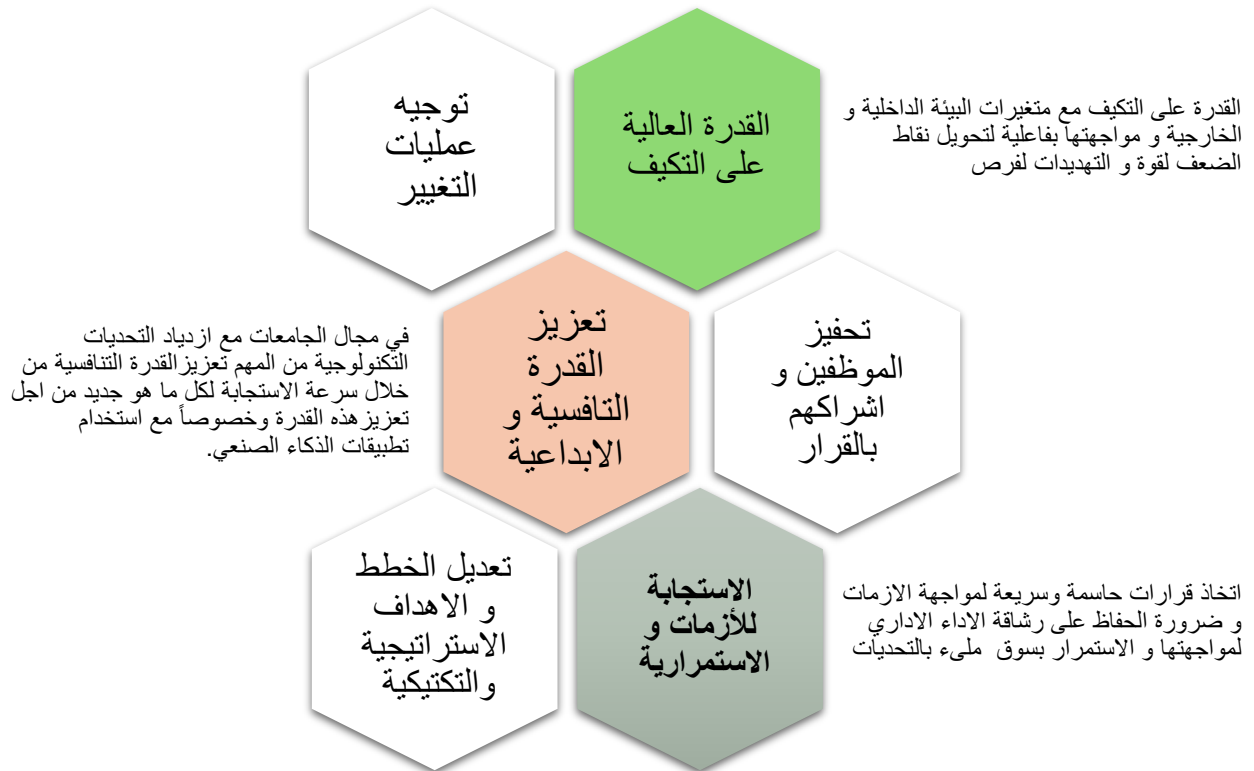 القدرة العالية
على التكيف
القدرة على التكيف مع متغيرات البيئة الداخلية و
الخارجية و مواجهتها بفاعلية لتحويل نقاط
الضعف لقوة و التهديدات لفرص
توجيه
عمليات
التغيير
تحفيز
الموظفين و
اشراكهم
بالقرار
تعزيز
القدرة
التافسية و
الابداعية
في مجال الجامعات مع ازدياد التحديات
التكنولوجية من المهم تعزيزالقدرة التنافسية من
خلال سرعة الاستجابة لكل ما هو جديد من اجل
تعزيزهذه القدرة وخصوصاً مع استخدام
تطبيقات الذكاء الصنعي.
الاستجابة
للأزمات و
الاستمرارية
اتخاذ قرارات حاسمة وسريعة لمواجهة الازمات
و ضرورة الحفاظ على رشاقة الاداء الاداري
لمواجهتها و الاستمرار بسوق ملىء بالتحديات
تعديل الخطط
و الاهداف
الاستراتيجية
والتكتيكية